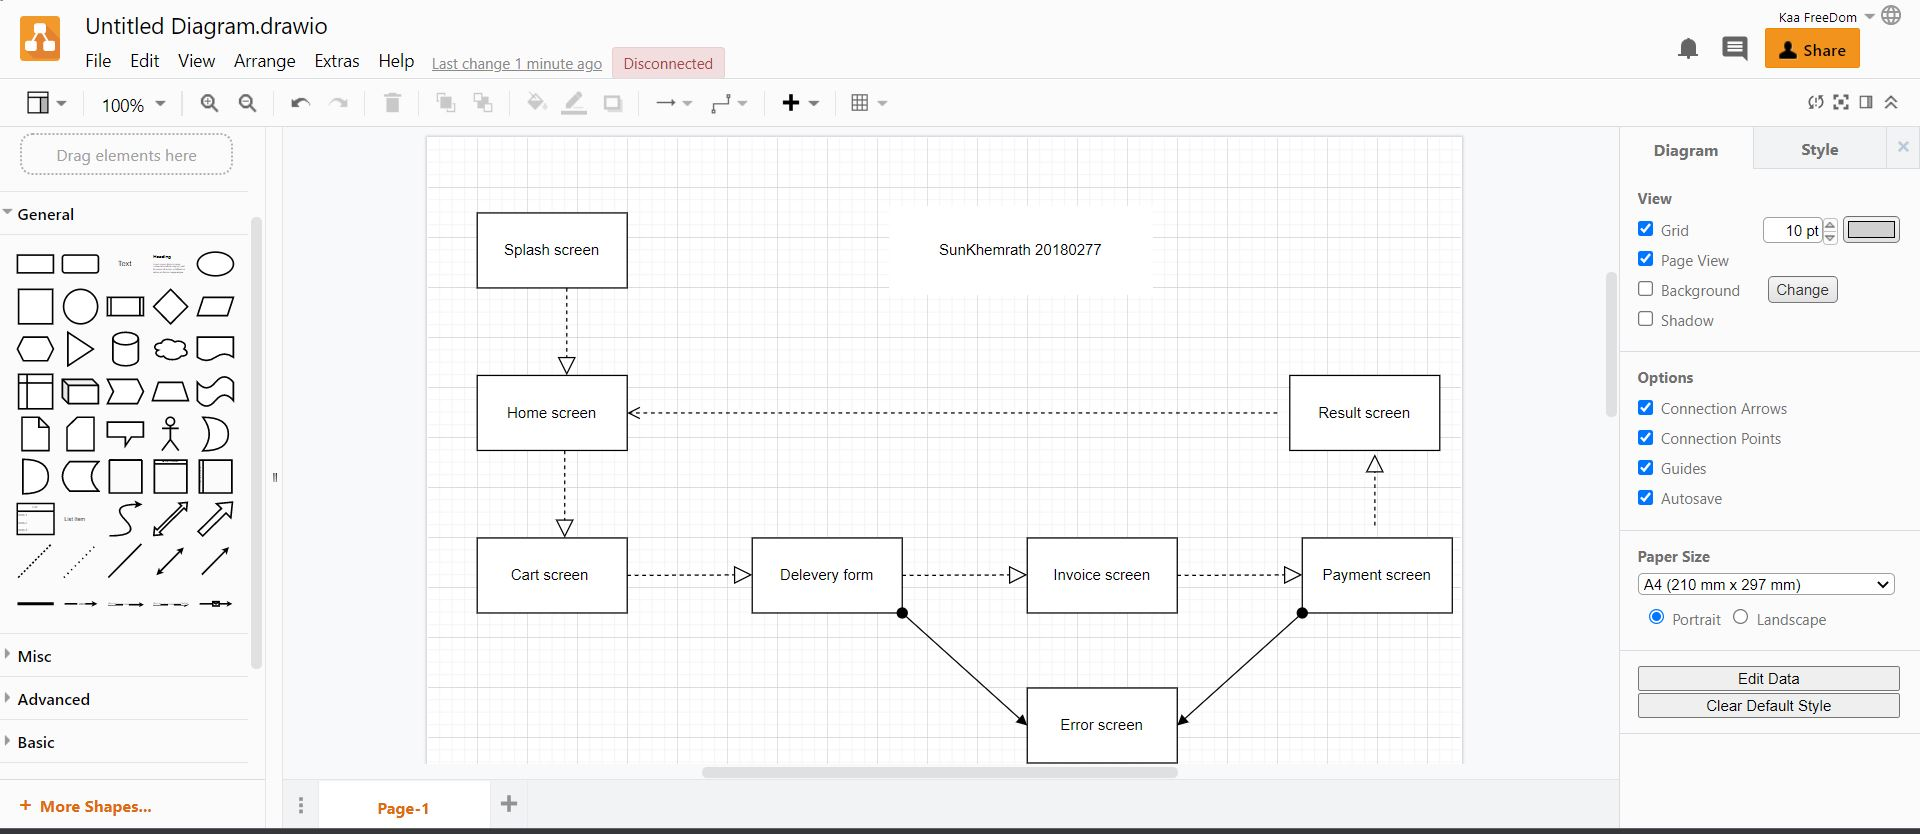 Untitled Diagram.drawio
Kaa FreeDom
File Edit View Arrange Extras Help Last change 1 minute ago Disconnected
Share
100%
Drag elements here
General
Text
Heading
List Item
Misc
Advanced
Basic
+ More Shapes...
Splash screen
SunKhemrath 20180277
Home screen
Result screen
Cart screen
Delevery form
Invoice screen
Payment screen
Error screen
Page-1
Diagram
Style
View
Grid
10 pt
Page View
Background
Change
Shadow
Options
Connection Arrows
Connection Points
Guides
Autosave
Paper Size
A4 (210 mm x 297 mm)
Portrait
Landscape
Edit Data
Clear Default Style